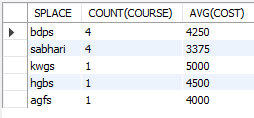 SPLACE COUNT(COURSE) AVG(COST)
bdps 4 4250
sabhari 4 3375
kwgs 1 5000
hgbs 1 4500
agfs 1 4000